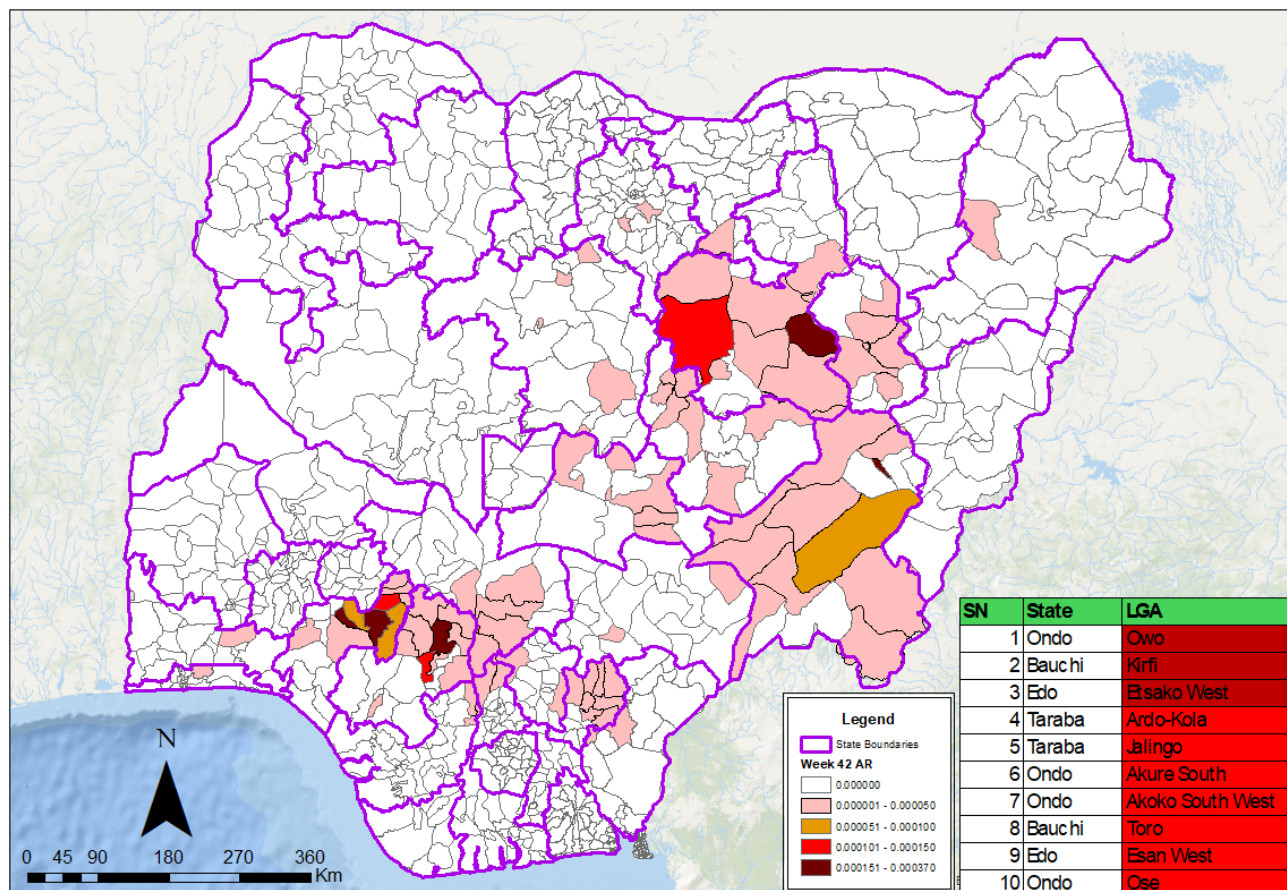 N
0 45 90 180 270 360
Km
Legend
State Boundaries
Week 42 AR
0.000000
0.000001 - 0.000050
0.000051 - 0.000100
0.000101 - 0.000150
0.000151 - 0.000370
SN State LGA
1 Ondo Owo
2 Bauchi Kirfi
3 Edo Etsako West
4 Taraba Ardo-Kola
5 Taraba Jalingo
6 Ondo Akure South
7 Ondo Akoko South West
8 Bauchi Toro
9 Edo Esan West
10 Ondo Ose